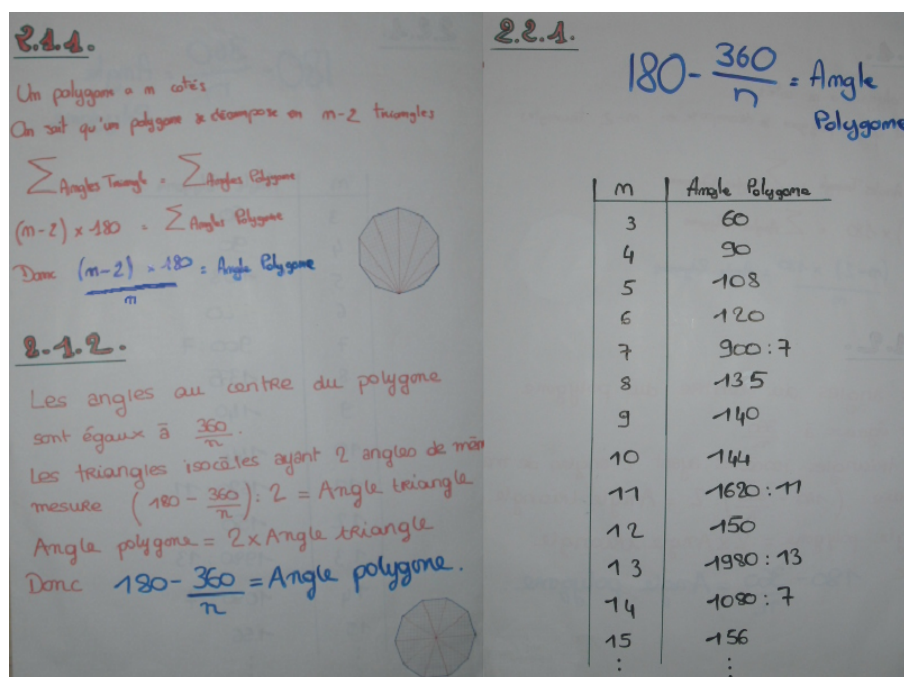 2.1.1.
Un polygone a n cotés
On sait qu'un polygone se décompose en n-2 triangles
∑ Angles Triangle = ∑ Angles Polygone
(n-2) × 180 = ∑ Angles Polygone
Donc (n-2) × 180 / n = Angle Polygone
2.1.2.
Les angles au centre du polygone
sont égaux à 360/n.
Les triangles isocèles ayant 2 angles de mêm
mesure (180 - 360/n) : 2 = Angle triangle
Angle polygone = 2 × Angle triangle
Donc 180 - 360/n = Angle polygone.
2.2.1.
180 - 360/n = Angle
Polygone
n Angle Polygone
3 60
4 90
5 108
6 120
7 900 : 7
8 135
9 140
10 144
11 1620 : 11
12 150
13 1980 : 13
14 1080 : 7
15 156
⋮ ⋮